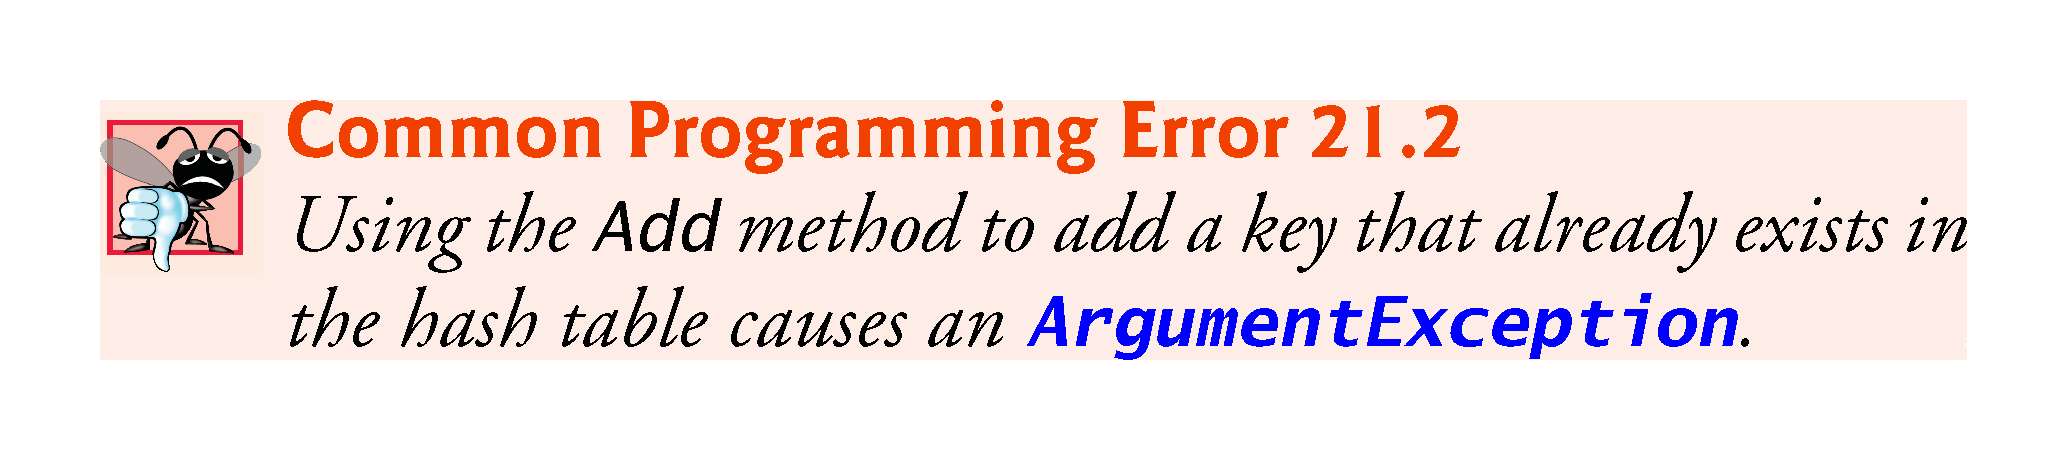 Common Programming Error 21.2
Using the Add method to add a key that already exists in
the hash table causes an ArgumentException.